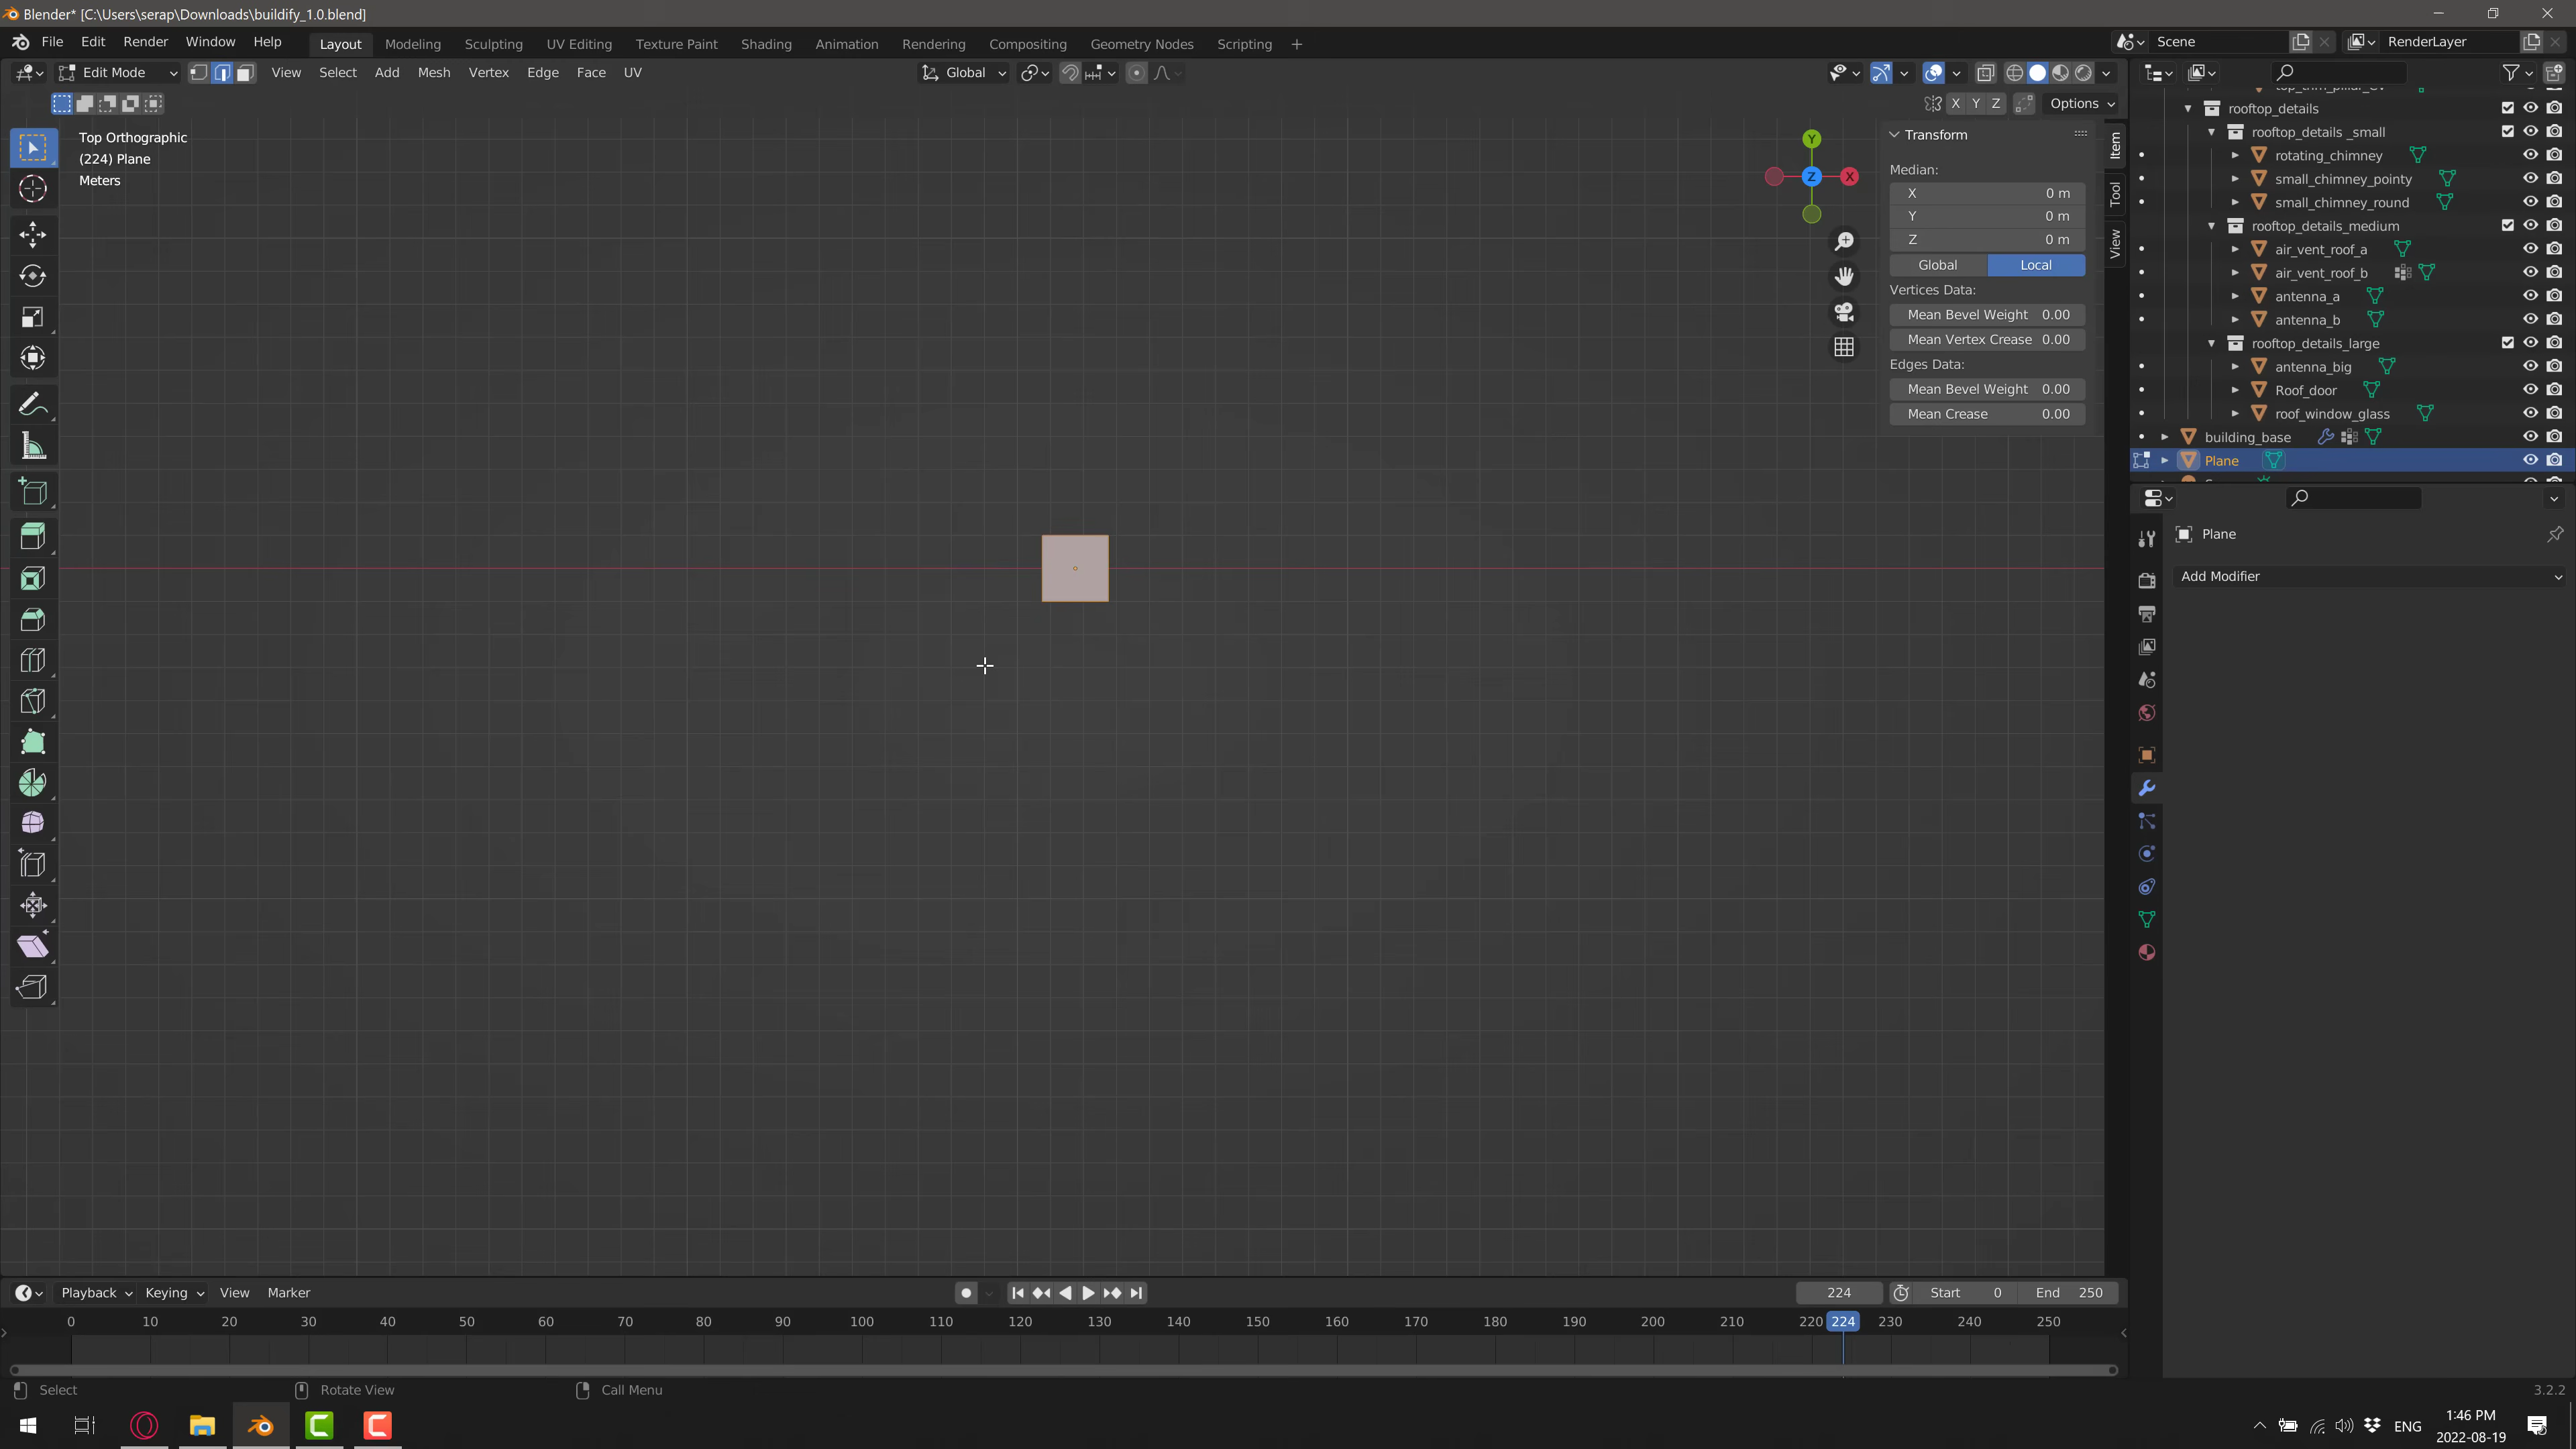 Blender* [C:\Users\serap\Downloads\buildify_1.0.blend]
File Edit Render Window Help Layout Modeling Sculpting UV Editing Texture Paint Shading Animation Rendering Compositing Geometry Nodes Scripting + Scene RenderLayer
Edit Mode View Select Add Mesh Vertex Edge Face UV Global
X Y Z Options
Top Orthographic
(224) Plane
Meters
Y
X
Z
Transform
Median:
X 0 m
Y 0 m
Z 0 m
Global Local
Vertices Data:
Mean Bevel Weight 0.00
Mean Vertex Crease 0.00
Edges Data:
Mean Bevel Weight 0.00
Mean Crease 0.00
Item
Tool
View
rooftop_details
rooftop_details _small
rotating_chimney
small_chimney_pointy
small_chimney_round
rooftop_details_medium
air_vent_roof_a
air_vent_roof_b
antenna_a
antenna_b
rooftop_details_large
antenna_big
Roof_door
roof_window_glass
building_base
Plane
Plane
Add Modifier
Playback Keying View Marker 224 Start 0 End 250
0 10 20 30 40 50 60 70 80 90 100 110 120 130 140 150 160 170 180 190 200 210 220 224 230 240 250
Select Rotate View Call Menu 3.2.2
ENG
1:46 PM
2022-08-19